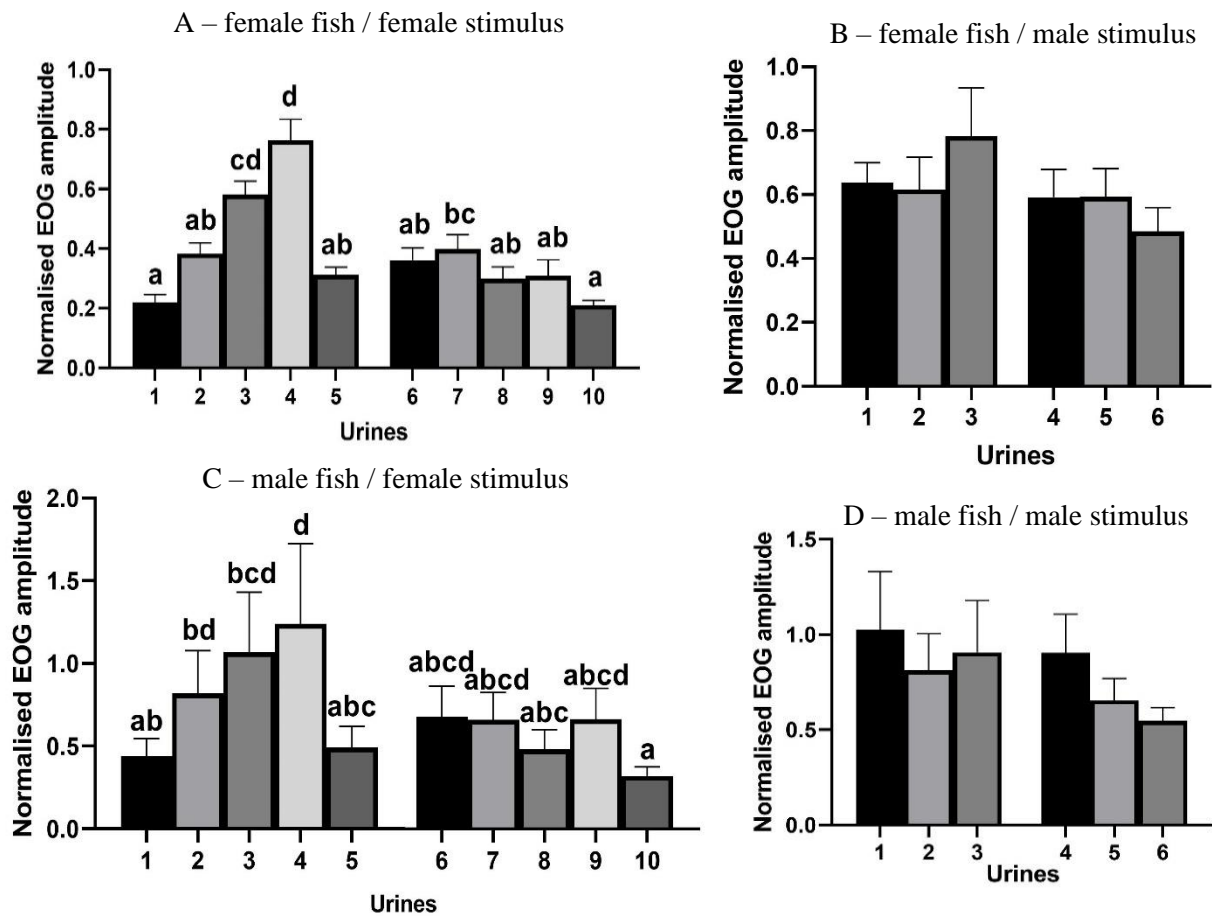 A – female fish / female stimulus
Normalised EOG amplitude
1.0
0.8
0.6
0.4
0.2
0.0
a
ab
cd
d
ab
ab
bc
ab
ab
a
1 2 3 4 5 6 7 8 9 10
Urines
B – female fish / male stimulus
Normalised EOG amplitude
1.0
0.8
0.6
0.4
0.2
0.0
1 2 3 4 5 6
Urines
C – male fish / female stimulus
Normalised EOG amplitude
2.0
1.5
1.0
0.5
0.0
ab
bd
bcd
d
abc
abcd
abcd
abc
abcd
a
1 2 3 4 5 6 7 8 9 10
Urines
D – male fish / male stimulus
Normalised EOG amplitude
1.5
1.0
0.5
0.0
1 2 3 4 5 6
Urines